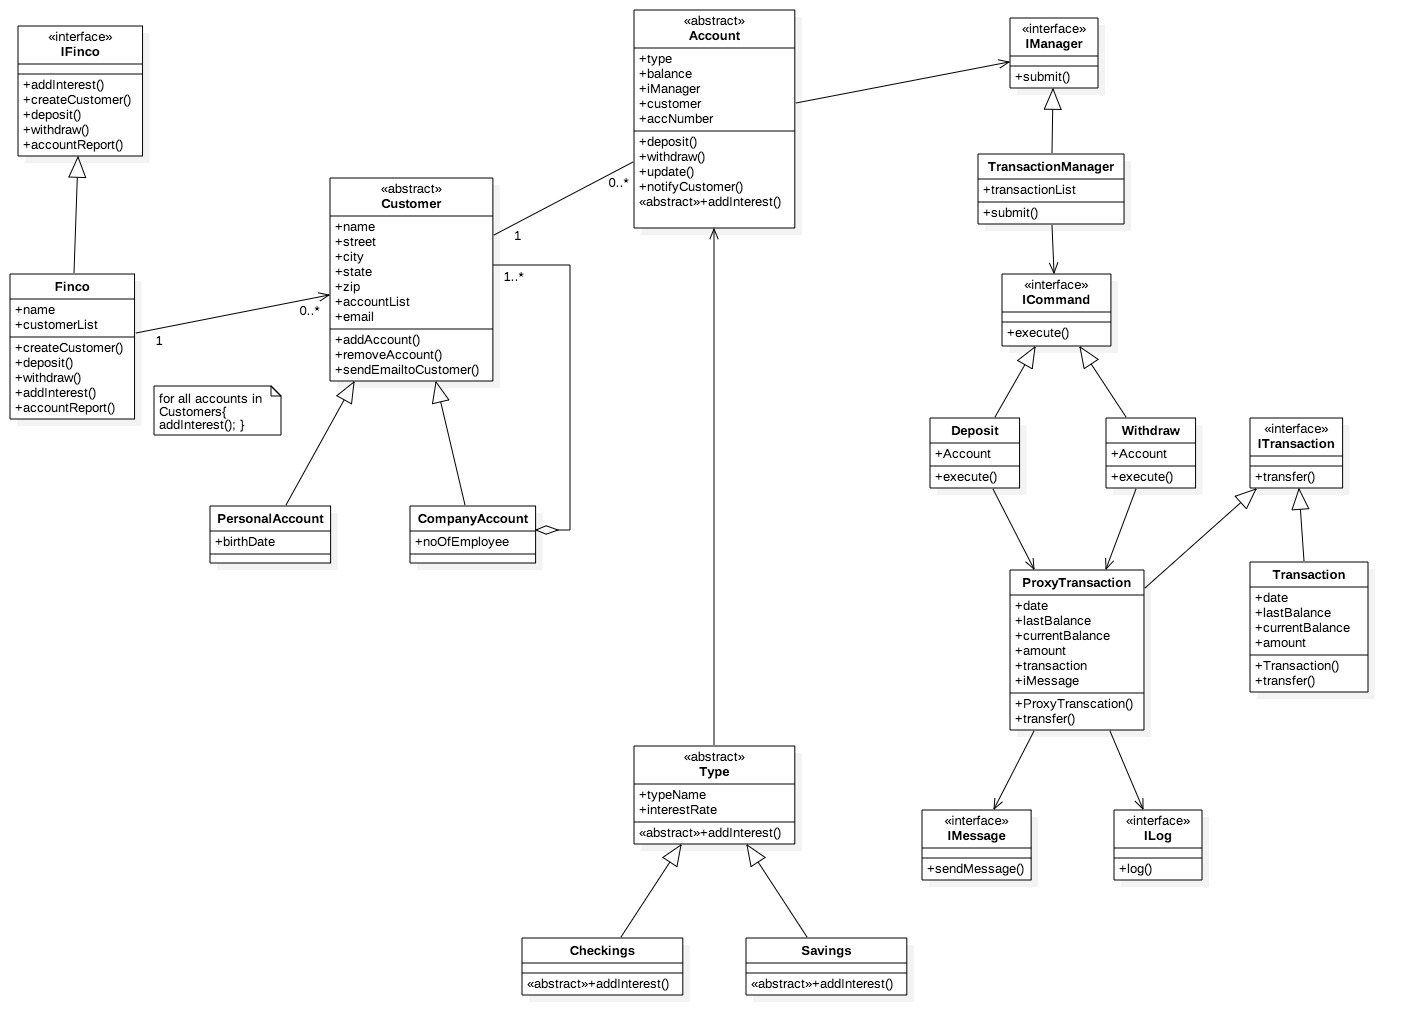 «interface»
IFinco
+addInterest()
+createCustomer()
+deposit()
+withdraw()
+accountReport()
Finco
+name
+customerList
+createCustomer()
+deposit()
+withdraw()
+addInterest()
+accountReport()
1
0..*
for all accounts in
Customers{
addInterest(); }
«abstract»
Customer
+name
+street
+city
+state
+zip
+accountList
+email
+addAccount()
+removeAccount()
+sendEmailtoCustomer()
1
0..*
1..*
PersonalAccount
+birthDate
CompanyAccount
+noOfEmployee
«abstract»
Account
+type
+balance
+iManager
+customer
+accNumber
+deposit()
+withdraw()
+update()
+notifyCustomer()
«abstract»+addInterest()
«abstract»
Type
+typeName
+interestRate
«abstract»+addInterest()
Checkings
«abstract»+addInterest()
Savings
«abstract»+addInterest()
«interface»
IManager
+submit()
TransactionManager
+transactionList
+submit()
«interface»
ICommand
+execute()
Deposit
+Account
+execute()
Withdraw
+Account
+execute()
«interface»
ITransaction
+transfer()
ProxyTransaction
+date
+lastBalance
+currentBalance
+amount
+transaction
+iMessage
+ProxyTranscation()
+transfer()
Transaction
+date
+lastBalance
+currentBalance
+amount
+Transaction()
+transfer()
«interface»
IMessage
+sendMessage()
«interface»
ILog
+log()